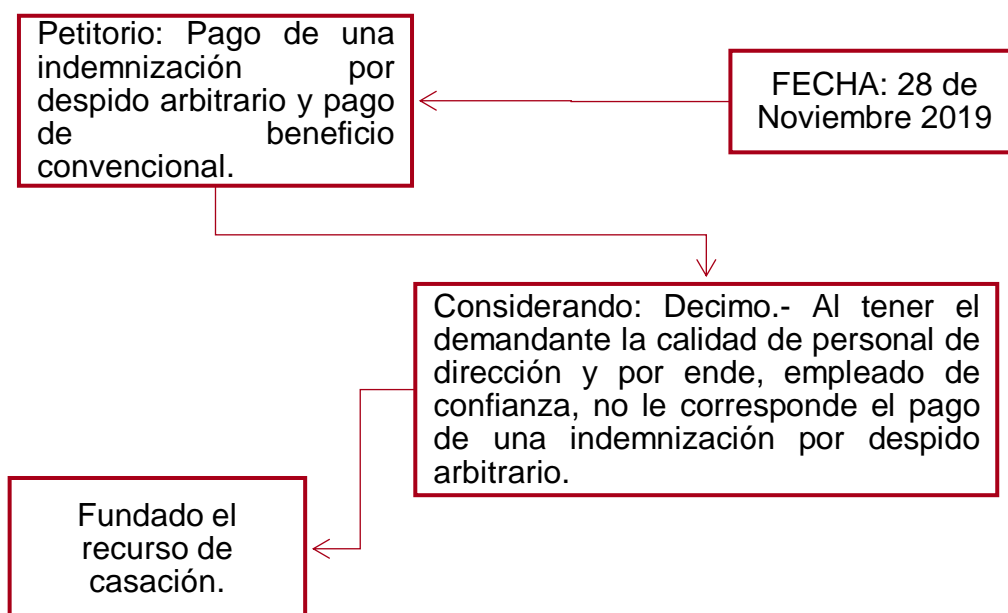 Petitorio: Pago de una
indemnización por
despido arbitrario y pago
de beneficio
convencional.
FECHA: 28 de
Noviembre 2019
Considerando: Decimo.- Al tener el
demandante la calidad de personal de
dirección y por ende, empleado de
confianza, no le corresponde el pago
de una indemnización por despido
arbitrario.
Fundado el
recurso de
casación.